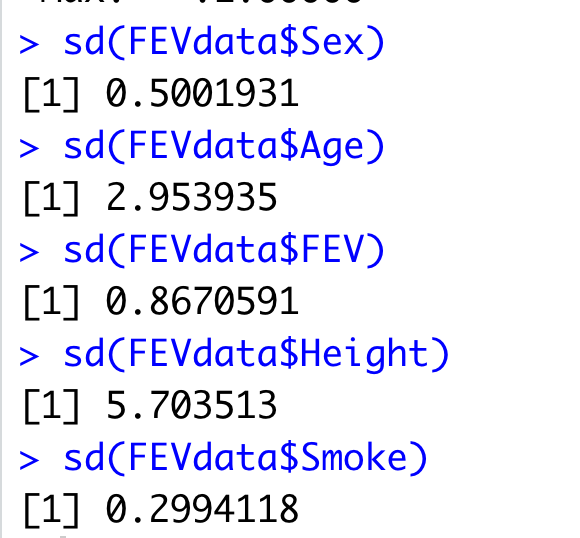 > sd(FEVdata$Sex)
[1] 0.5001931
> sd(FEVdata$Age)
[1] 2.953935
> sd(FEVdata$FEV)
[1] 0.8670591
> sd(FEVdata$Height)
[1] 5.703513
> sd(FEVdata$Smoke)
[1] 0.2994118